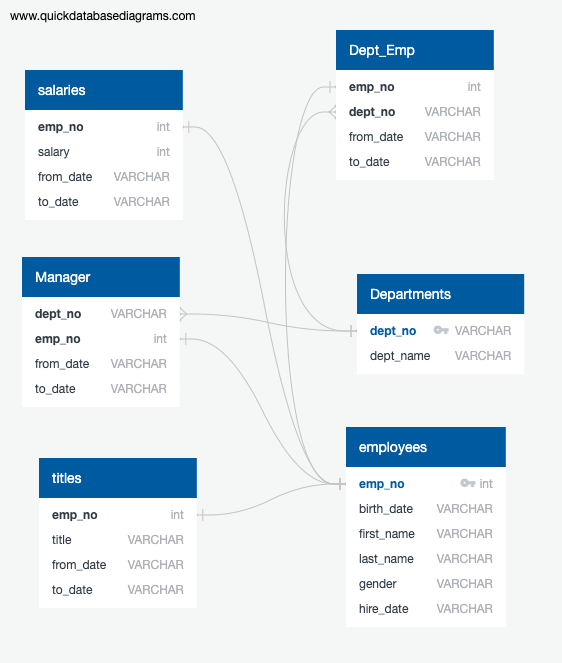 www.quickdatabasediagrams.com
Dept_Emp
emp_no int
dept_no VARCHAR
from_date VARCHAR
to_date VARCHAR
salaries
emp_no int
salary int
from_date VARCHAR
to_date VARCHAR
Manager
dept_no VARCHAR
emp_no int
from_date VARCHAR
to_date VARCHAR
Departments
dept_no VARCHAR
dept_name VARCHAR
employees
emp_no int
birth_date VARCHAR
first_name VARCHAR
last_name VARCHAR
gender VARCHAR
hire_date VARCHAR
titles
emp_no int
title VARCHAR
from_date VARCHAR
to_date VARCHAR